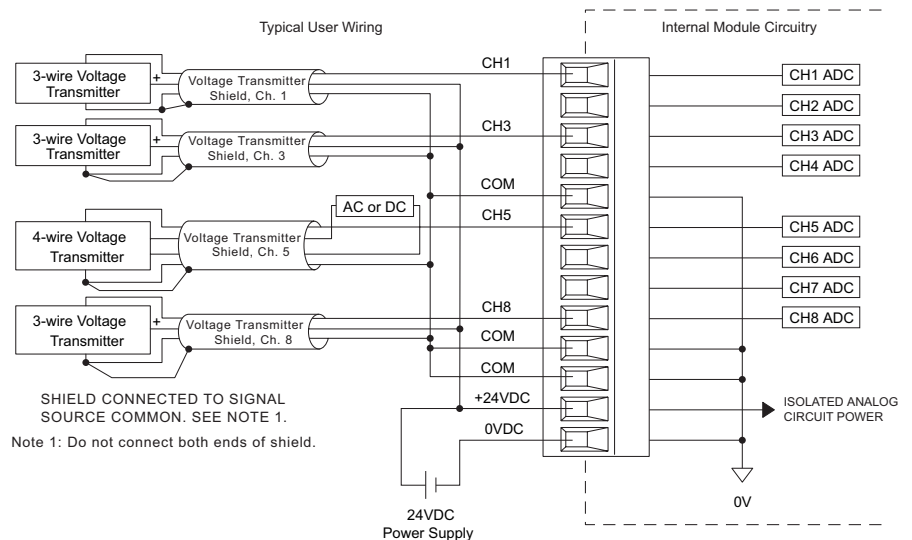 Typical User Wiring
Internal Module Circuitry
3-wire Voltage
Transmitter
+
Voltage Transmitter
Shield, Ch. 1
CH1
CH1 ADC
CH2 ADC
3-wire Voltage
Transmitter
+
Voltage Transmitter
Shield, Ch. 3
CH3
CH3 ADC
CH4 ADC
COM
AC or DC
4-wire Voltage
Transmitter
Voltage Transmitter
Shield, Ch. 5
CH5
CH5 ADC
CH6 ADC
CH7 ADC
3-wire Voltage
Transmitter
+
Voltage Transmitter
Shield, Ch. 8
CH8
CH8 ADC
COM
COM
SHIELD CONNECTED TO SIGNAL
SOURCE COMMON. SEE NOTE 1.
Note 1: Do not connect both ends of shield.
+24VDC
ISOLATED ANALOG
CIRCUIT POWER
0VDC
0V
24VDC
Power Supply